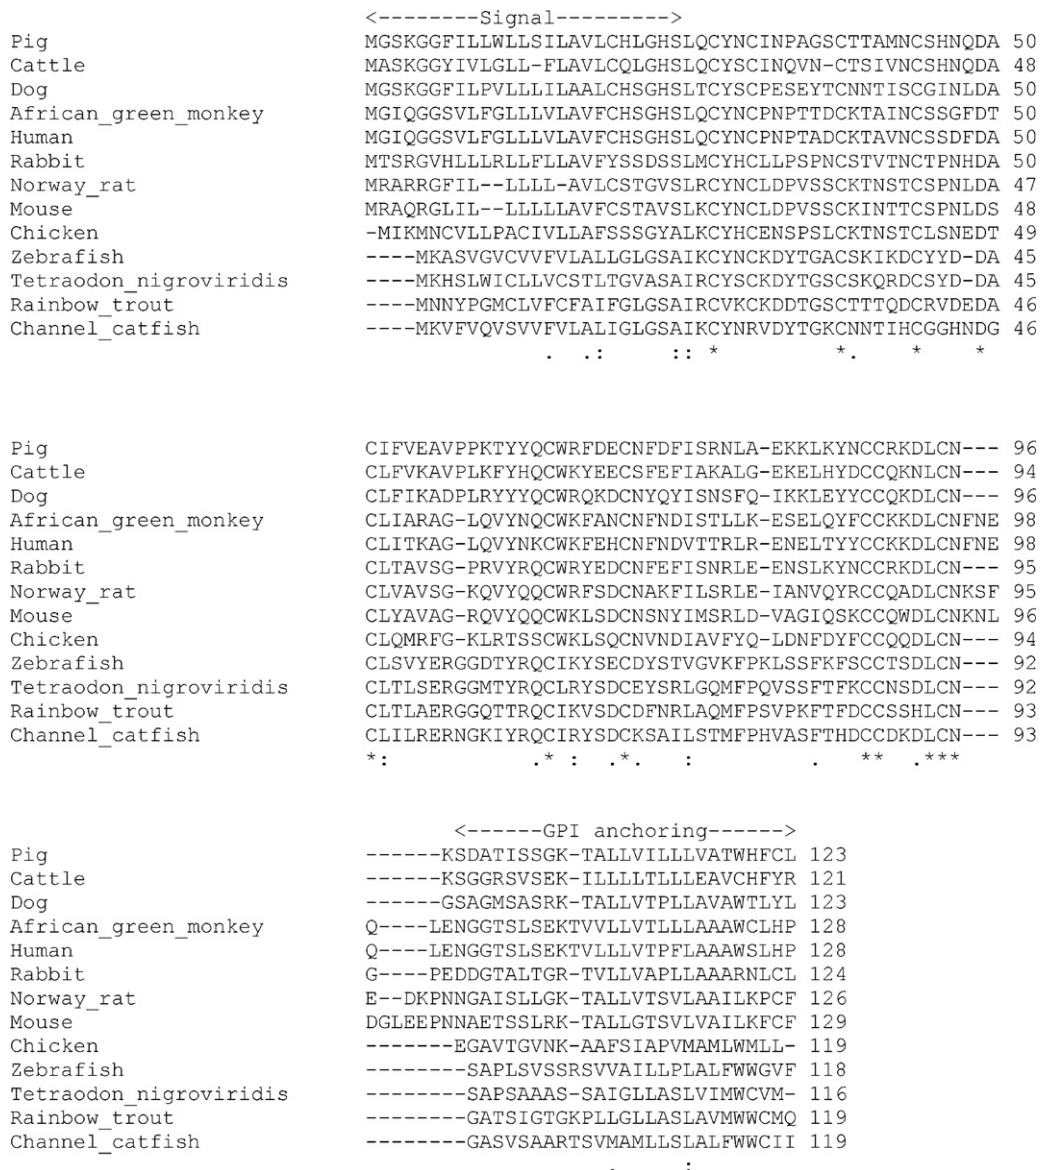 <--------Signal--------->
Pig MGSKGGFILLWLLSILAVLCHLGHSLQCYNCINPAGSCTTAMNCSHNQDA 50
Cattle MASKGGYIVLGLL-FLAVLCQLGHSLQCYSCINQVN-CTSIVNCSHNQDA 48
Dog MGSKGGFILPVLLLILAALCHSGHSLTCYSCPESEYTCNNTISCGINLDA 50
African_green_monkey MGIQGGSVLFGLLLVLAVFCHSGHSLQCYNCPNPTTDCKTAINCSSGFDT 50
Human MGIQGGSVLFGLLLVLAVFCHSGHSLQCYNCPNPTADCKTAVNCSSDFDA 50
Rabbit MTSRGVHLLLRLLFLLAVFYSSDSSLMCYHCLLPSPNCSTVTNCTPNHDA 50
Norway_rat MRARRGFIL--LLLL-AVLCSTGVSLRCYNCLDPVSSCKTNSTCSPNLDA 47
Mouse MRAQRGLIL--LLLLLAVFCSTAVSLKCYNCLDPVSSCKINTTCSPNLDS 48
Chicken -MIKMNCVLLPACIVLLAFSSSGYALKCYHCENSPSLCKTNSTCLSNEDT 49
Zebrafish ----MKASVGVCVVFVLALLGLGSAIKCYNCKDYTGACSKIKDCYYD-DA 45
Tetraodon_nigroviridis ----MKHSLWICLLVCSTLTGVASAIRCYSCKDYTGSCSKQRDCSYD-DA 45
Rainbow_trout ----MNNYPGMCLVFCFAIFGLGSAIRCVKCKDDTGSCTTTQDCRVDEDA 46
Channel_catfish ----MKVFVQVSVVFVLALIGLGSAIKCYNRVDYTGKCNNTIHCGGHNDG 46
. .: :: * *. * *
Pig CIFVEAVPPKTYYQCWRFDECNFDFISRNLA-EKKLKYNCCRKDLCN--- 96
Cattle CLFVKAVPLKFYHQCWKYEECSFEFIAKALG-EKELHYDCCQKNLCN--- 94
Dog CLFIKADPLRYYYQCWRQKDCNYQYISNSFQ-IKKLEYYCCQKDLCN--- 96
African_green_monkey CLIARAG-LQVYNQCWKFANCNFNDISTLLK-ESELQYFCCKKDLCNFNE 98
Human CLITKAG-LQVYNKCWKFEHCNFNDVTTRLR-ENELTYYCCKKDLCNFNE 98
Rabbit CLTAVSG-PRVYRQCWRYEDCNFEFISNRLE-ENSLKYNCCRKDLCN--- 95
Norway_rat CLVAVSG-KQVYQQCWRFSDCNAKFILSRLE-IANVQYRCCQADLCNKSF 95
Mouse CLYAVAG-RQVYQQCWKLSDCNSNYIMSRLD-VAGIQSKCCQWDLCNKNL 96
Chicken CLQMRFG-KLRTSSCWKLSQCNVNDIAVFYQ-LDNFDYFCCQQDLCN--- 94
Zebrafish CLSVYERGGDTYRQCIKYSECDYSTVGVKFPKLSSFKFSCCTSDLCN--- 92
Tetraodon_nigroviridis CLTLSERGGMTYRQCLRYSDCEYSRLGQMFPQVSSFTFKCCNSDLCN--- 92
Rainbow_trout CLTLAERGGQTTRQCIKVSDCDFNRLAQMFPSVPKFTFDCCSSHLCN--- 93
Channel_catfish CLILRERNGKIYRQCIRYSDCKSAILSTMFPHVASFTHDCCDKDLCN--- 93
*: .* : .*. : . ** .***
<------GPI anchoring------>
Pig ------KSDATISSGK-TALLVILLLVATWHFCL 123
Cattle ------KSGGRSVSEK-ILLLLTLLLEAVCHFYR 121
Dog ------GSAGMSASRK-TALLVTPLLAVAWTLYL 123
African_green_monkey Q----LENGGTSLSEKTVVLLVTLLLAAAWCLHP 128
Human Q----LENGGTSLSEKTVLLLVTPFLAAAWSLHP 128
Rabbit G----PEDDGTALTGR-TVLLVAPLLAAARNLCL 124
Norway_rat E--DKPNNGAISLLGK-TALLVTSVLAAILKPCF 126
Mouse DGLEEPNNAETSSLRK-TALLGTSVLVAILKFCF 129
Chicken -------EGAVTGVNK-AAFSIAPVMAMLWMLL- 119
Zebrafish --------SAPLSVSSRSVVAILLPLALFWWGVF 118
Tetraodon_nigroviridis --------SAPSAAAS-SAIGLLASLVIMWCVM- 116
Rainbow_trout --------GATSIGTGKPLLGLLASLAVMWWCMQ 119
Channel_catfish --------GASVSAARTSVMAMLLSLALFWWCII 119
. :